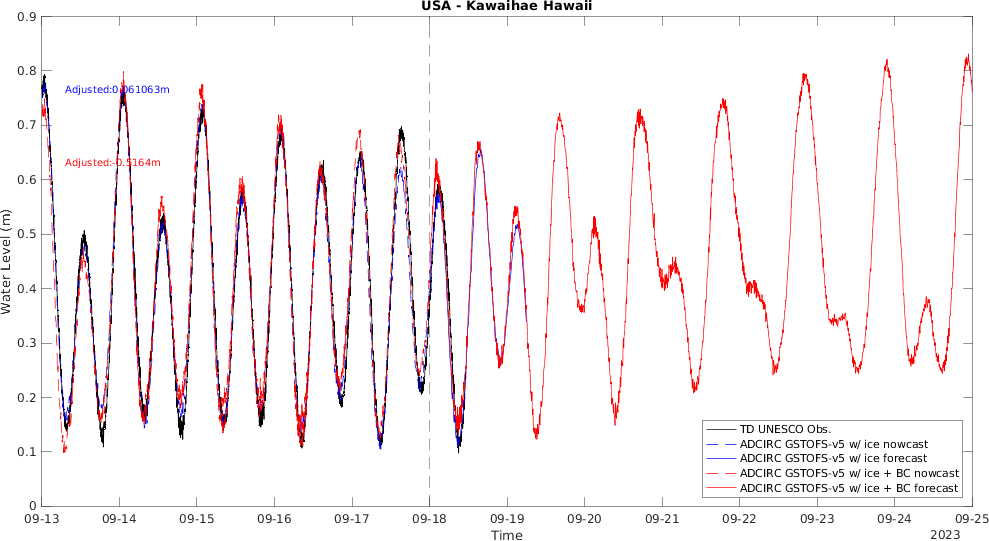 USA - Kawaihae Hawaii
0.9
0.8
0.7
0.6
0.5
0.4
0.3
0.2
0.1
0
Water Level (m)
Adjusted:0.061063m
Adjusted:-0.5164m
TD UNESCO Obs.
ADCIRC GSTOFS-v5 w/ ice nowcast
ADCIRC GSTOFS-v5 w/ ice forecast
ADCIRC GSTOFS-v5 w/ ice + BC nowcast
ADCIRC GSTOFS-v5 w/ ice + BC forecast
09-13 09-14 09-15 09-16 09-17 09-18 09-19 09-20 09-21 09-22 09-23 09-24 09-25
Time
2023